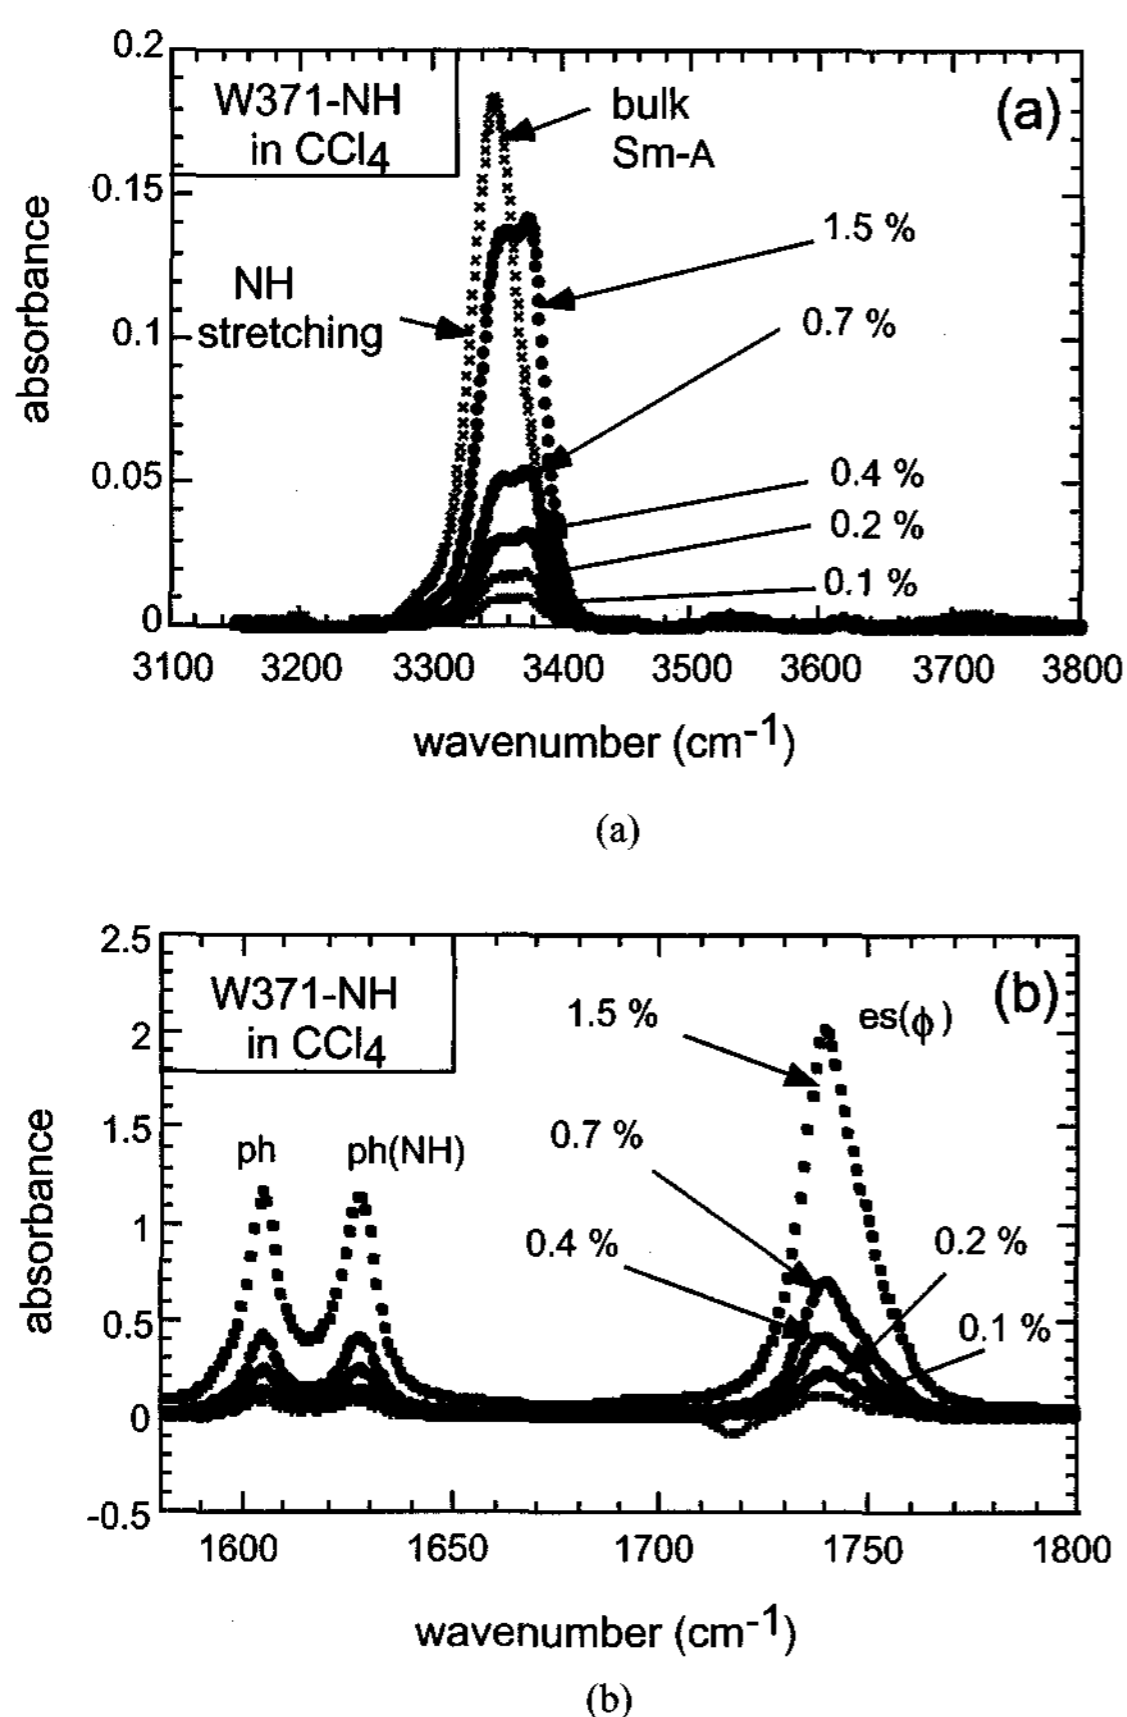 0.2
W371-NH
in CCl4
bulk
Sm-A
(a)
0.15
1.5 %
NH
stretching
0.7 %
0.1
0.05
0.4 %
0.2 %
0.1 %
0
absorbance
3100 3200 3300 3400 3500 3600 3700 3800
wavenumber (cm-1)
(a)
2.5
W371-NH
in CCl4
1.5 %
es(ϕ)
(b)
2
1.5
ph
ph(NH)
0.7 %
1
0.4 %
0.2 %
0.5
0.1 %
0
-0.5
absorbance
1600 1650 1700 1750 1800
wavenumber (cm-1)
(b)